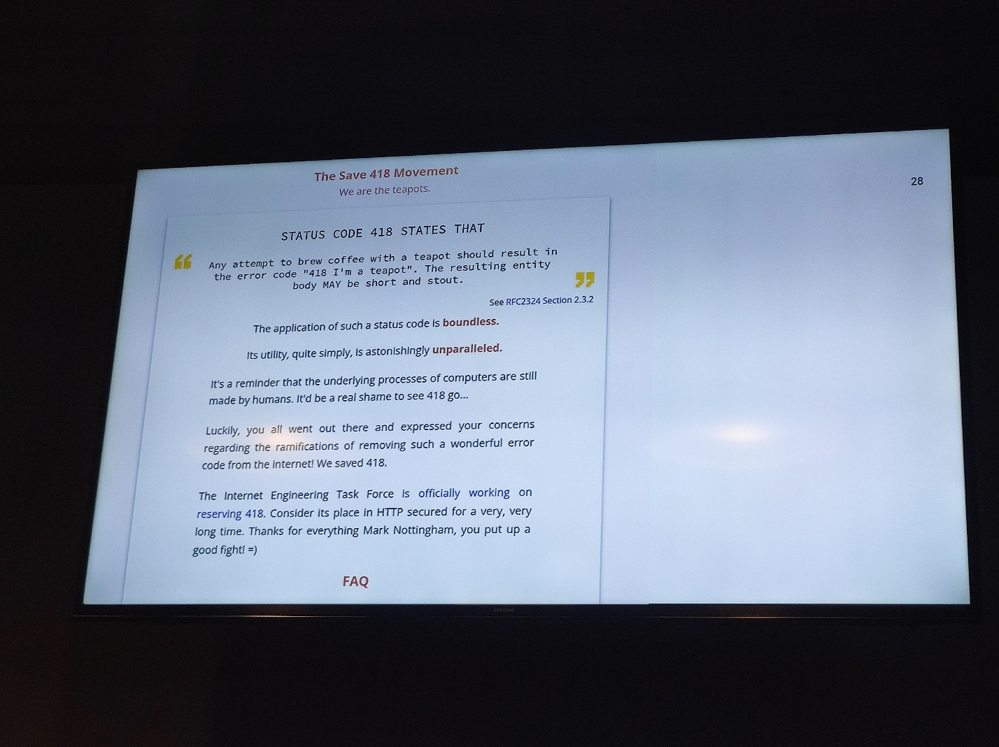 The Save 418 Movement
We are the teapots.
28
STATUS CODE 418 STATES THAT
“ Any attempt to brew coffee with a teapot should result in
the error code "418 I'm a teapot". The resulting entity
body MAY be short and stout. ”
See RFC2324 Section 2.3.2
The application of such a status code is boundless.
Its utility, quite simply, is astonishingly unparalleled.
It's a reminder that the underlying processes of computers are still
made by humans. It'd be a real shame to see 418 go...
Luckily, you all went out there and expressed your concerns
regarding the ramifications of removing such a wonderful error
code from the internet! We saved 418.
The Internet Engineering Task Force is officially working on
reserving 418. Consider its place in HTTP secured for a very, very
long time. Thanks for everything Mark Nottingham, you put up a
good fight! =)
FAQ
SAMSUNG